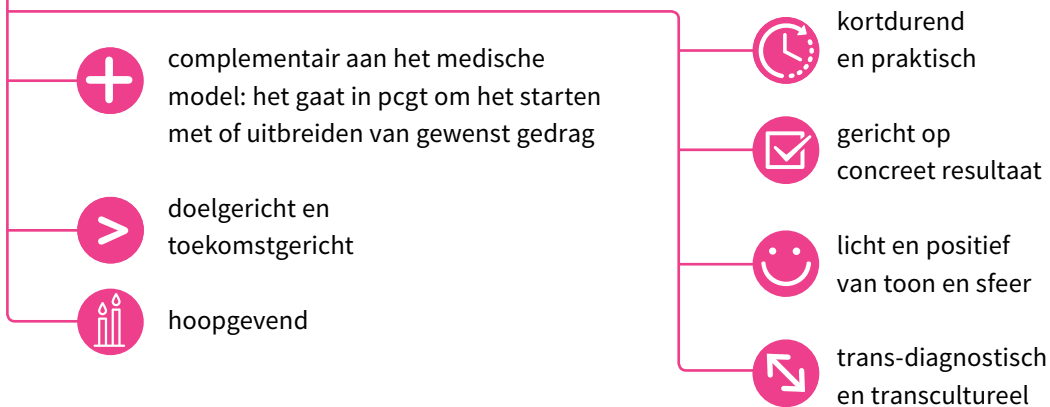 complementair aan het medische
model: het gaat in pcgt om het starten
met of uitbreiden van gewenst gedrag
doelgericht en
toekomstgericht
hoopgevend
kortdurend
en praktisch
gericht op
concreet resultaat
licht en positief
van toon en sfeer
trans-diagnostisch
en transcultureel